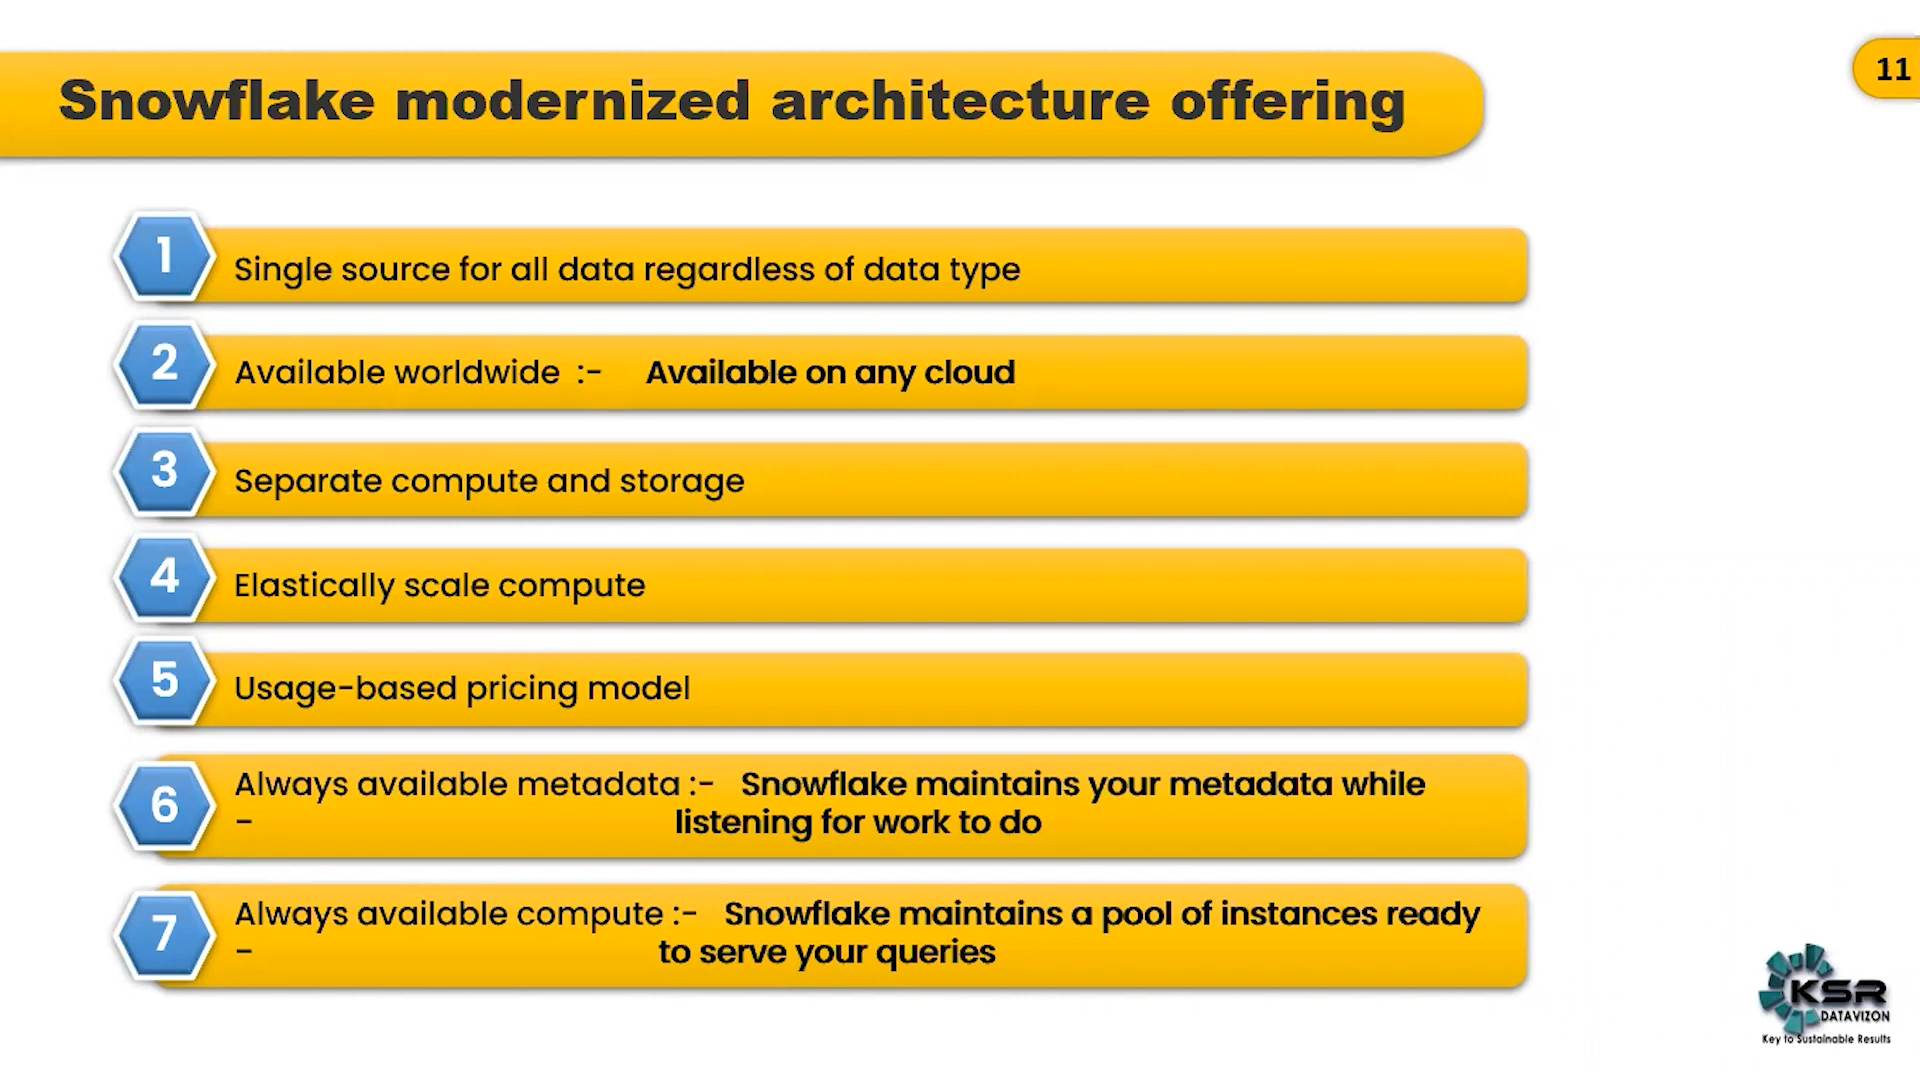 Snowflake modernized architecture offering
11
1
Single source for all data regardless of data type
2
Available worldwide :- Available on any cloud
3
Separate compute and storage
4
Elastically scale compute
5
Usage-based pricing model
6
Always available metadata :- Snowflake maintains your metadata while
- listening for work to do
7
Always available compute :- Snowflake maintains a pool of instances ready
- to serve your queries
KSR
DATAVIZON
Key to Sustainable Results